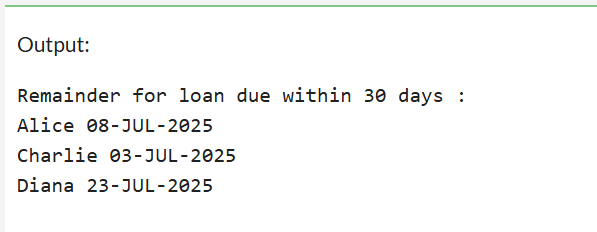 Output:
Remainder for loan due within 30 days :
Alice 08-JUL-2025
Charlie 03-JUL-2025
Diana 23-JUL-2025